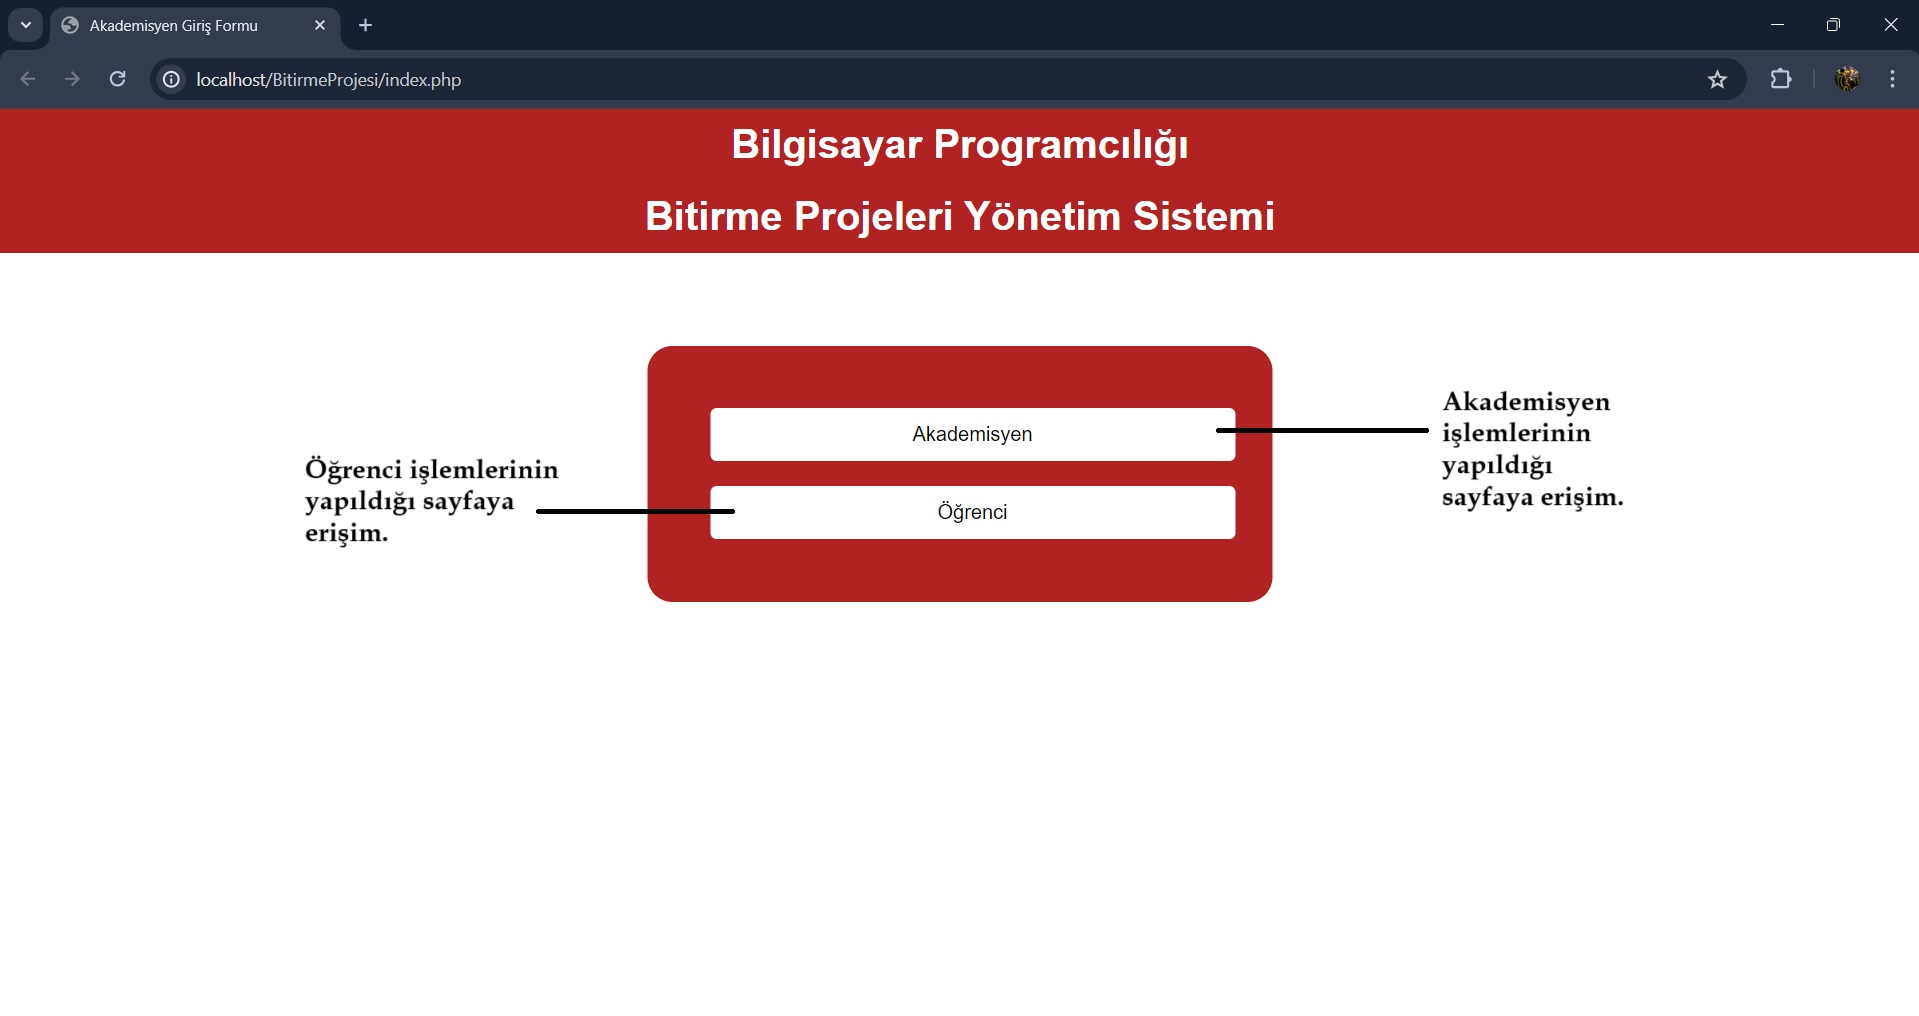 Akademisyen Giriş Formu
localhost/BitirmeProjesi/index.php
Bilgisayar Programcılığı
Bitirme Projeleri Yönetim Sistemi
Akademisyen
Öğrenci
Öğrenci işlemlerinin
yapıldığı sayfaya
erişim.
Akademisyen
işlemlerinin
yapıldığı
sayfaya erişim.